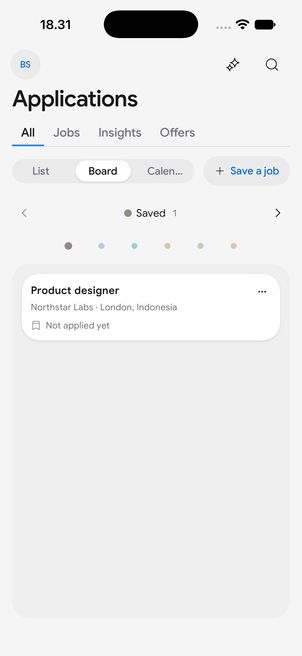 18.31
BS
Applications
All Jobs Insights Offers
List Board Calen... + Save a job
Saved 1
Product designer
Northstar Labs · London, Indonesia
Not applied yet